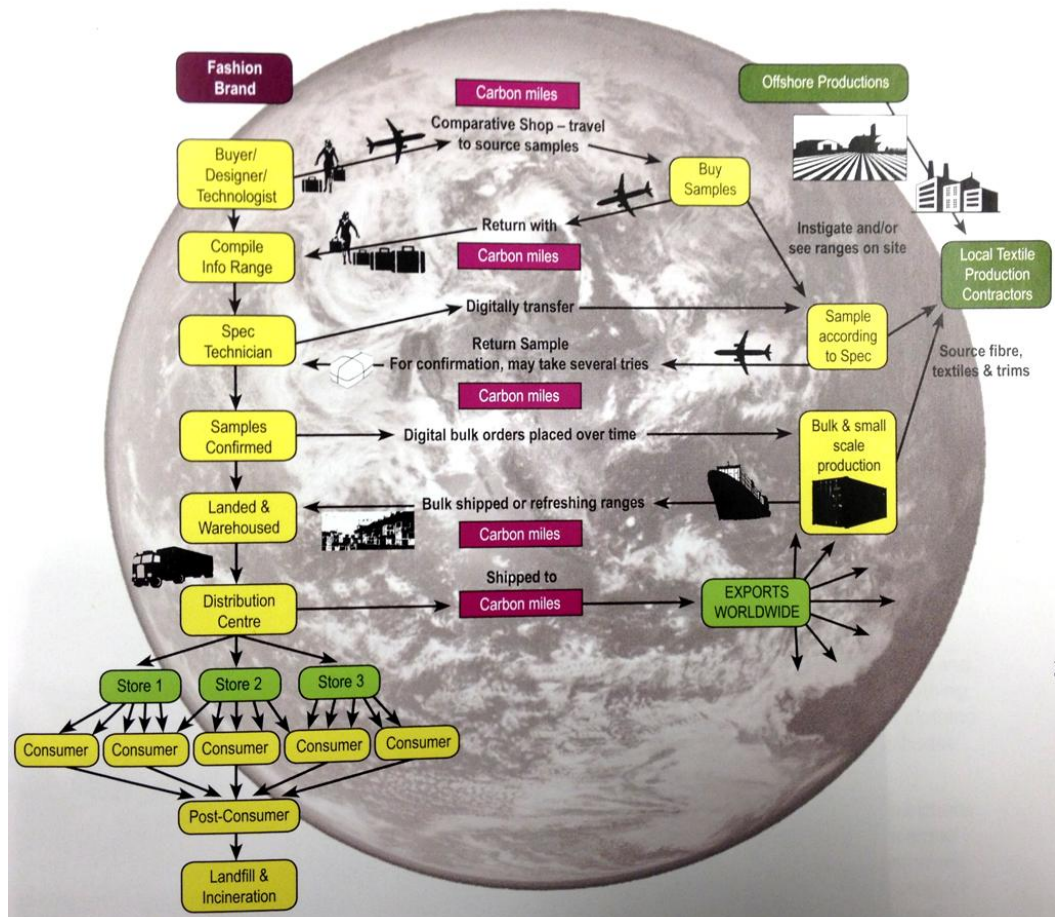 Fashion
Brand
Carbon miles
Offshore Productions
Comparative Shop – travel
to source samples
Buyer/
Designer/
Technologist
Buy
Samples
Return with
Carbon miles
Instigate and/or
see ranges on site
Compile
Info Range
Local Textile
Production
Contractors
Digitally transfer
Spec
Technician
Sample
according
to Spec
Return Sample
For confirmation, may take several tries
Carbon miles
Source fibre,
textiles & trims
Samples
Confirmed
Digital bulk orders placed over time
Bulk & small
scale
production
Landed &
Warehoused
Bulk shipped or refreshing ranges
Carbon miles
Distribution
Centre
Shipped to
Carbon miles
EXPORTS
WORLDWIDE
Store 1
Store 2
Store 3
Consumer
Consumer
Consumer
Consumer
Consumer
Post-Consumer
Landfill &
Incineration